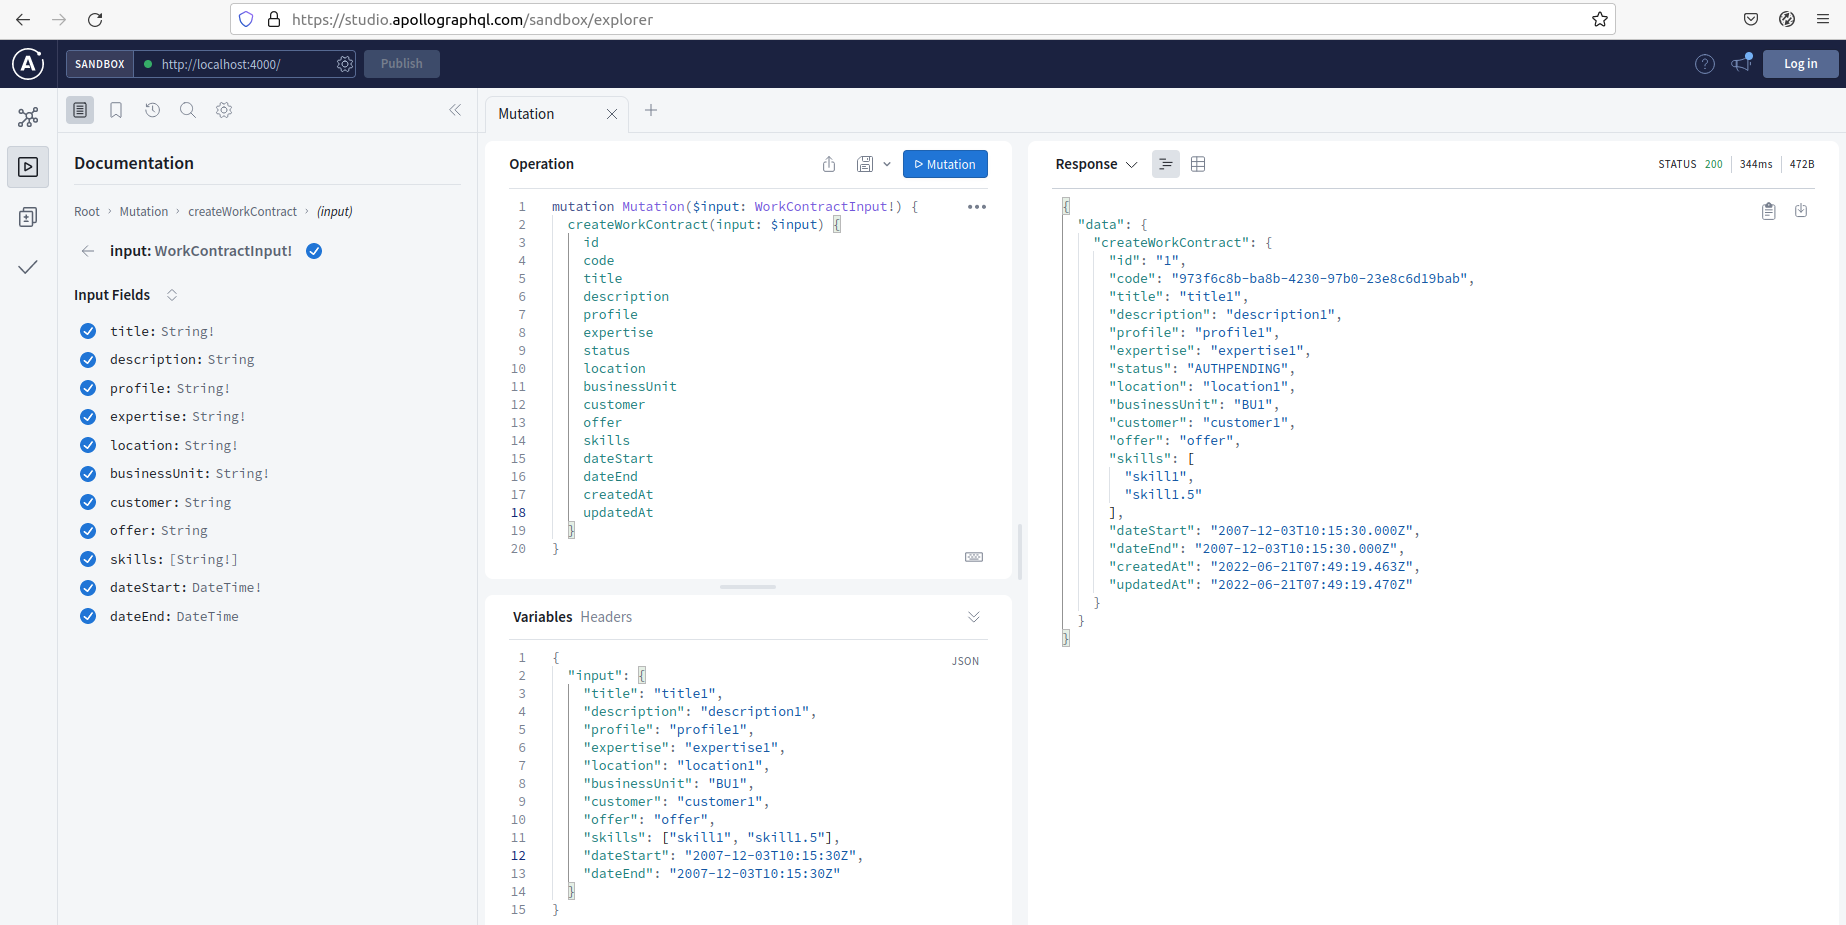 https://studio.apollographql.com/sandbox/explorer
SANDBOX
http://localhost:4000/
Publish
Log in
Documentation
Root › Mutation › createWorkContract › (input)
input: WorkContractInput!
Input Fields
title: String!
description: String
profile: String!
expertise: String!
location: String!
businessUnit: String!
customer: String
offer: String
skills: [String!]
dateStart: DateTime!
dateEnd: DateTime
Mutation
Operation
Mutation
1 mutation Mutation($input: WorkContractInput!) {
2 createWorkContract(input: $input) {
3 id
4 code
5 title
6 description
7 profile
8 expertise
9 status
10 location
11 businessUnit
12 customer
13 offer
14 skills
15 dateStart
16 dateEnd
17 createdAt
18 updatedAt
19 }
20 }
Variables Headers
JSON
1 {
2 "input": {
3 "title": "title1",
4 "description": "description1",
5 "profile": "profile1",
6 "expertise": "expertise1",
7 "location": "location1",
8 "businessUnit": "BU1",
9 "customer": "customer1",
10 "offer": "offer",
11 "skills": ["skill1", "skill1.5"],
12 "dateStart": "2007-12-03T10:15:30Z",
13 "dateEnd": "2007-12-03T10:15:30Z"
14 }
15 }
Response
STATUS 200 344ms 472B
{
"data": {
"createWorkContract": {
"id": "1",
"code": "973f6c8b-ba8b-4230-97b0-23e8c6d19bab",
"title": "title1",
"description": "description1",
"profile": "profile1",
"expertise": "expertise1",
"status": "AUTHPENDING",
"location": "location1",
"businessUnit": "BU1",
"customer": "customer1",
"offer": "offer",
"skills": [
"skill1",
"skill1.5"
],
"dateStart": "2007-12-03T10:15:30.000Z",
"dateEnd": "2007-12-03T10:15:30.000Z",
"createdAt": "2022-06-21T07:49:19.463Z",
"updatedAt": "2022-06-21T07:49:19.470Z"
}
}
}